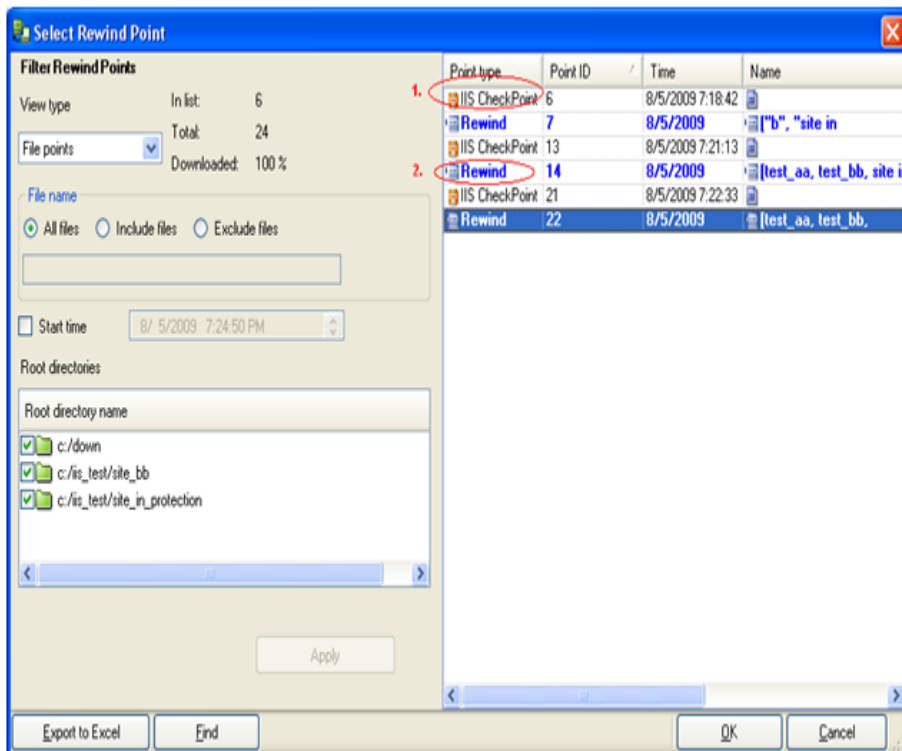 Select Rewind Point
Filter Rewind Points
View type
In list: 6
Total: 24
File points
Downloaded: 100 %
File name
All files Include files Exclude files
Start time 8/ 5/2009 7:24:50 PM
Root directories
Root directory name
c:/down
c:/iis_test/site_bb
c:/iis_test/site_in_protection
Apply
Point type Point ID Time Name
1.
IIS CheckPoint 6 8/5/2009 7:18:42
Rewind 7 8/5/2009 ["b", "site in
IIS CheckPoint 13 8/5/2009 7:21:13
2.
Rewind 14 8/5/2009 [test_aa, test_bb, site i
IIS CheckPoint 21 8/5/2009 7:22:33
Rewind 22 8/5/2009 [test_aa, test_bb,
Export to Excel Find OK Cancel